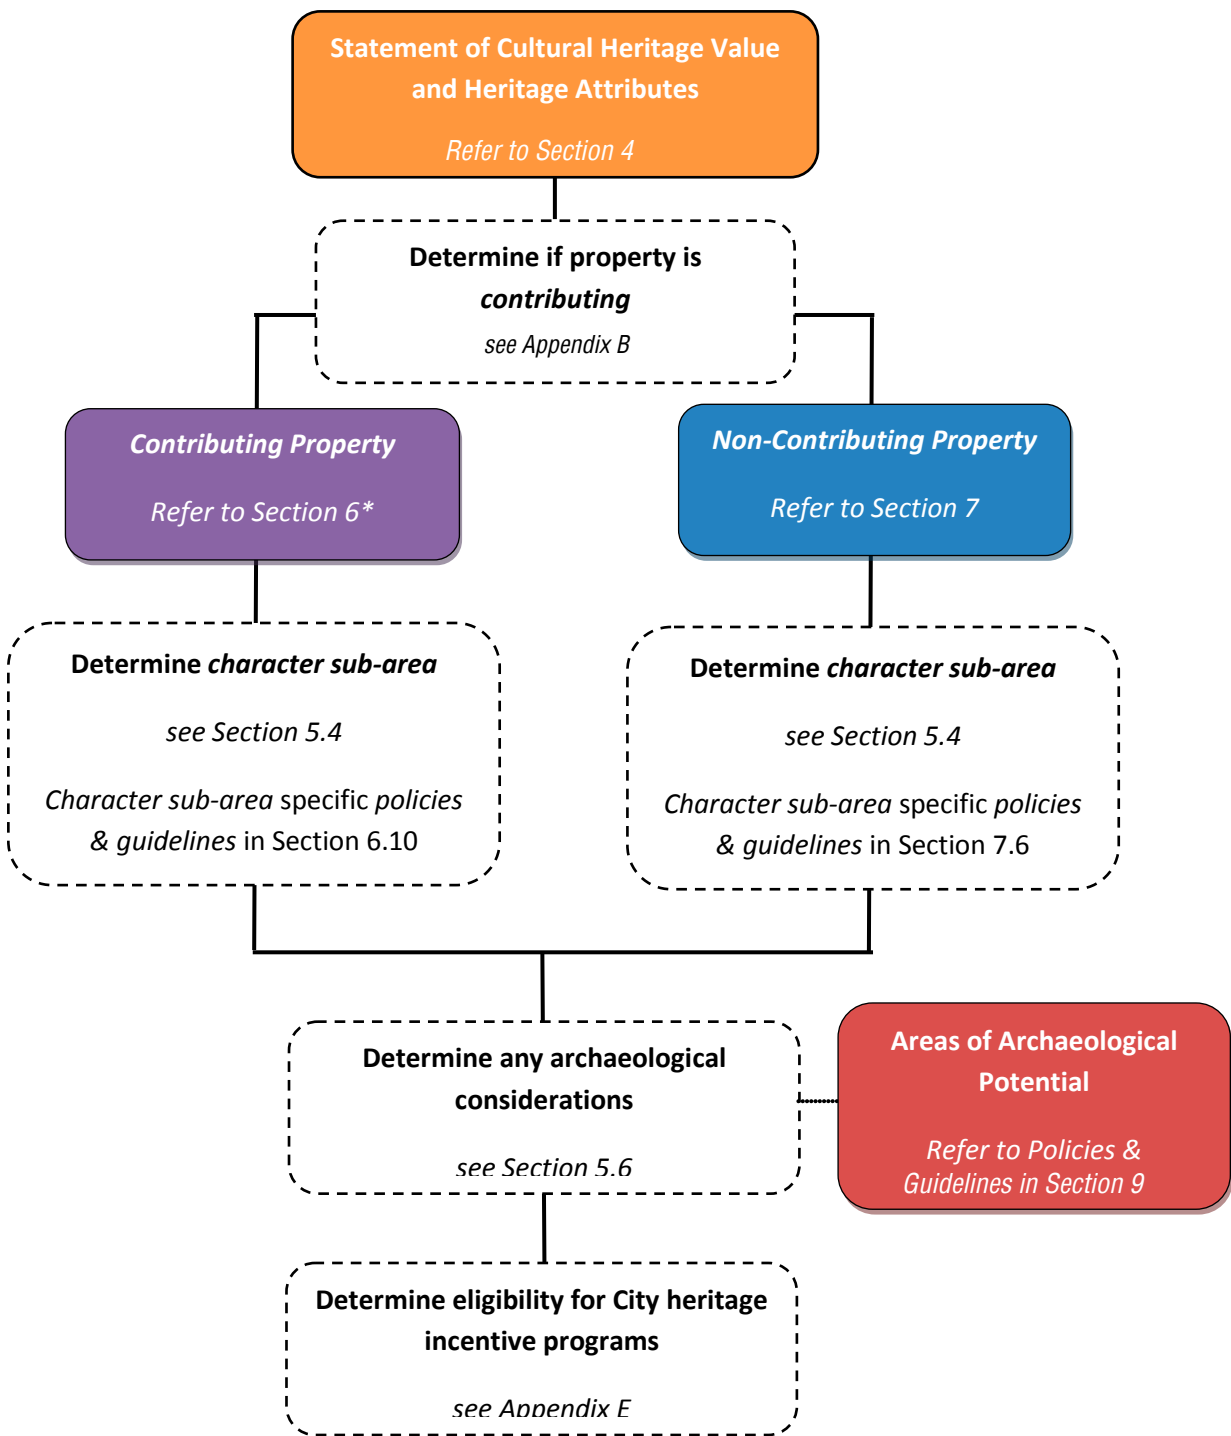 Statement of Cultural Heritage Value
and Heritage Attributes
Refer to Section 4
Determine if property is
contributing
see Appendix B
Contributing Property
Refer to Section 6*
Non-Contributing Property
Refer to Section 7
Determine character sub-area
see Section 5.4
Character sub-area specific policies
& guidelines in Section 6.10
Determine character sub-area
see Section 5.4
Character sub-area specific policies
& guidelines in Section 7.6
Determine any archaeological
considerations
see Section 5.6
Areas of Archaeological
Potential
Refer to Policies &
Guidelines in Section 9
Determine eligibility for City heritage
incentive programs
see Appendix E